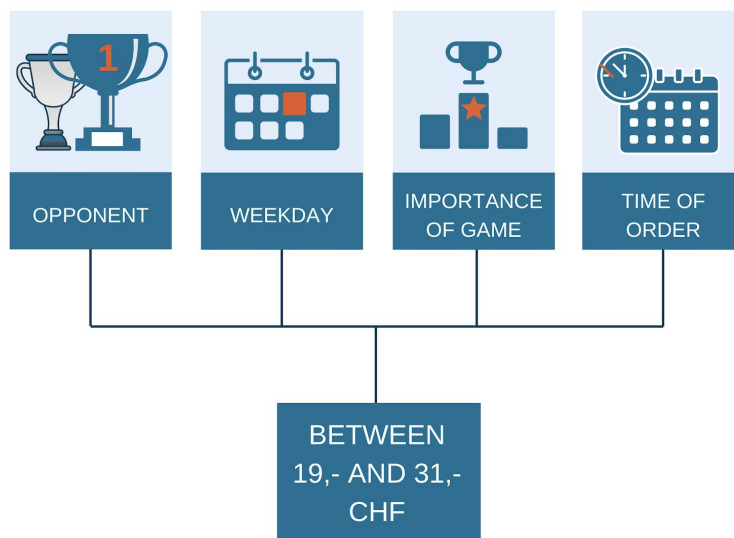 1
OPPONENT
WEEKDAY
IMPORTANCE
OF GAME
TIME OF
ORDER
BETWEEN
19,- AND 31,-
CHF